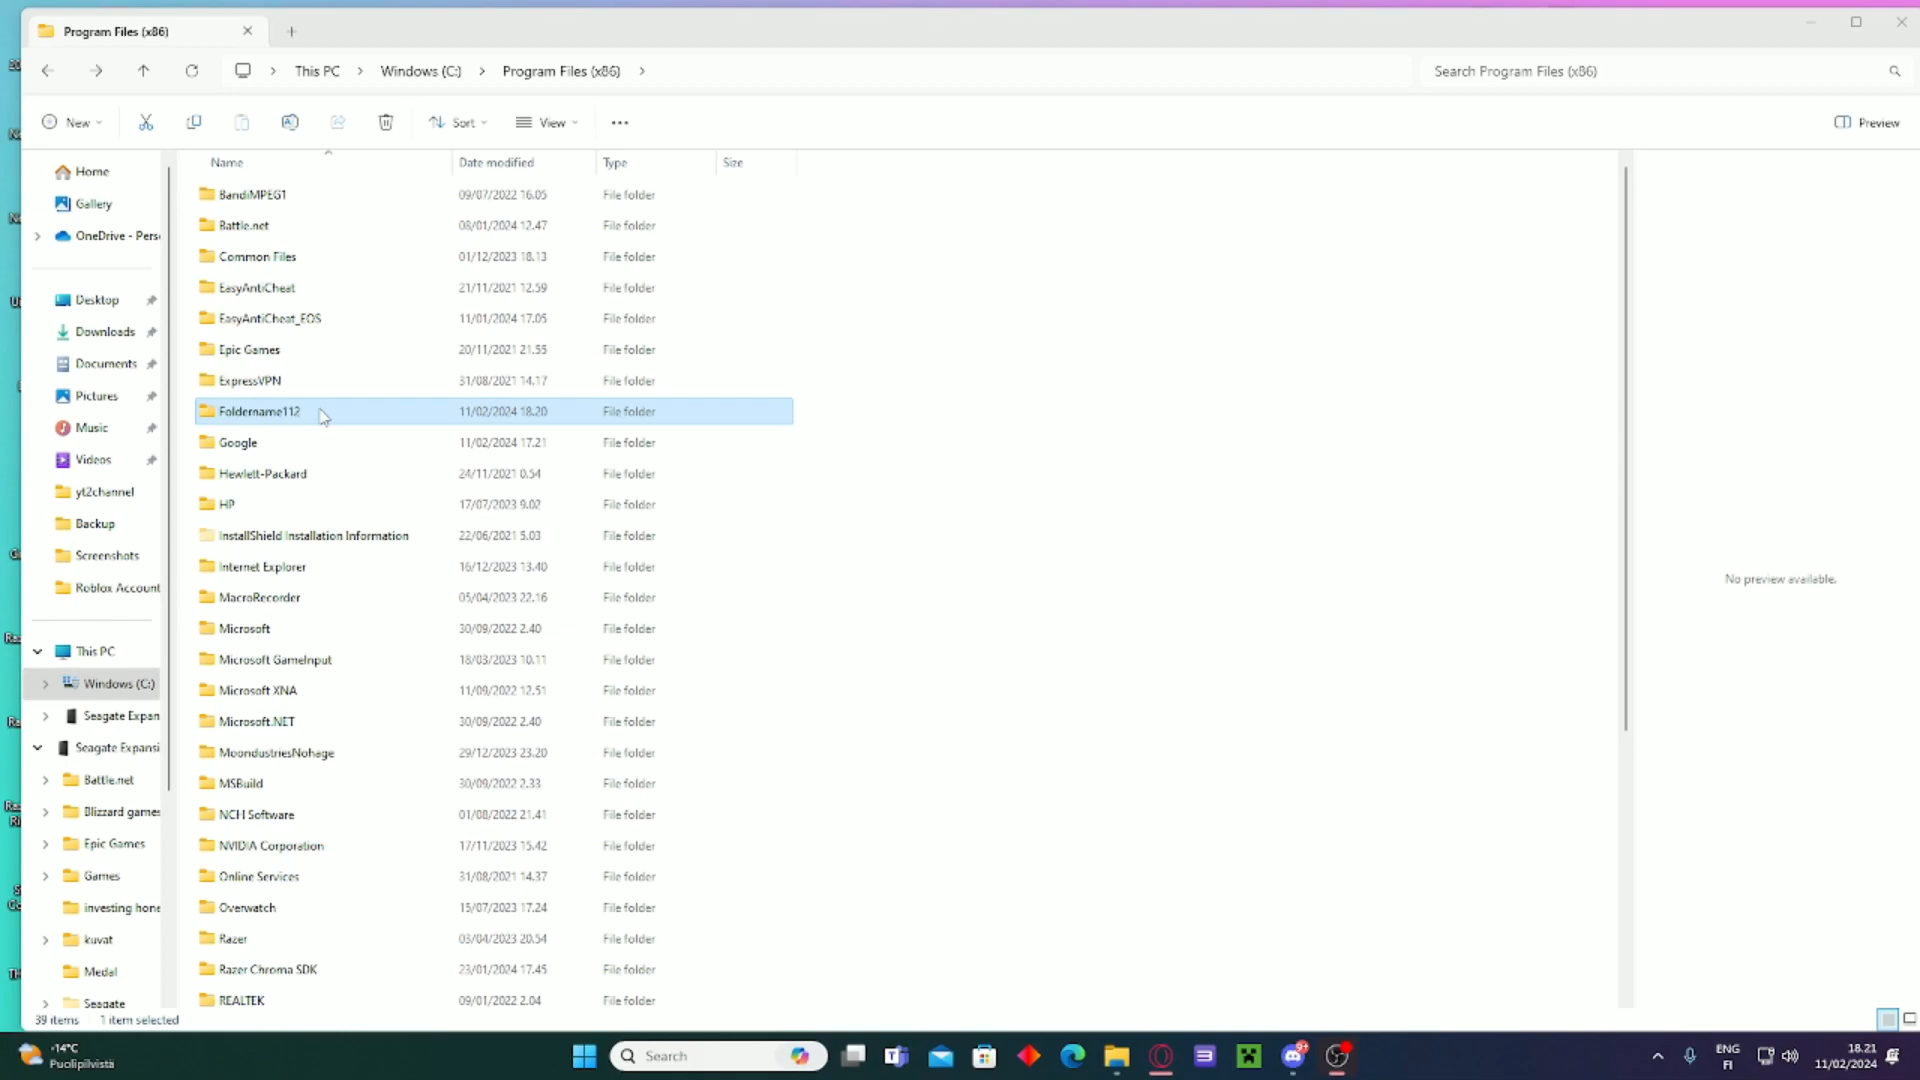 Program Files (x86)
This PC > Windows (C:) > Program Files (x86) >
Search Program Files (x86)
New
Sort
View
Preview
Name Date modified Type Size
Home
Gallery
OneDrive - Pers
Desktop
Downloads
Documents
Pictures
Music
Videos
yt2channel
Backup
Screenshots
Roblox Account
This PC
Windows (C:)
Seagate Expan
Seagate Expansi
Battle.net
Blizzard games
Epic Games
Games
investing hone
kuvat
Medal
Seagate
BandiMPEG1 09/07/2022 16.05 File folder
Battle.net 08/01/2024 12.47 File folder
Common Files 01/12/2023 18.13 File folder
EasyAntiCheat 21/11/2021 12.59 File folder
EasyAntiCheat_EOS 11/01/2024 17.05 File folder
Epic Games 20/11/2021 21.55 File folder
ExpressVPN 31/08/2021 14.17 File folder
Foldername112 11/02/2024 18.20 File folder
Google 11/02/2024 17.21 File folder
Hewlett-Packard 24/11/2021 0.54 File folder
HP 17/07/2023 9.02 File folder
InstallShield Installation Information 22/06/2021 5.03 File folder
Internet Explorer 16/12/2023 13.40 File folder
MacroRecorder 05/04/2023 22.16 File folder
Microsoft 30/09/2022 2.40 File folder
Microsoft GameInput 18/03/2023 10.11 File folder
Microsoft XNA 11/09/2022 12.51 File folder
Microsoft.NET 30/09/2022 2.40 File folder
MoondustriesNohage 29/12/2023 23.20 File folder
MSBuild 30/09/2022 2.33 File folder
NCH Software 01/08/2022 21.41 File folder
NVIDIA Corporation 17/11/2023 15.42 File folder
Online Services 31/08/2021 14.37 File folder
Overwatch 15/07/2023 17.24 File folder
Razer 03/04/2023 20.54 File folder
Razer Chroma SDK 23/01/2024 17.45 File folder
REALTEK 09/01/2022 2.04 File folder
No preview available.
39 items 1 item selected
-14°C
Puolipilvistä
Search
9+
ENG
FI
18.21
11/02/2024